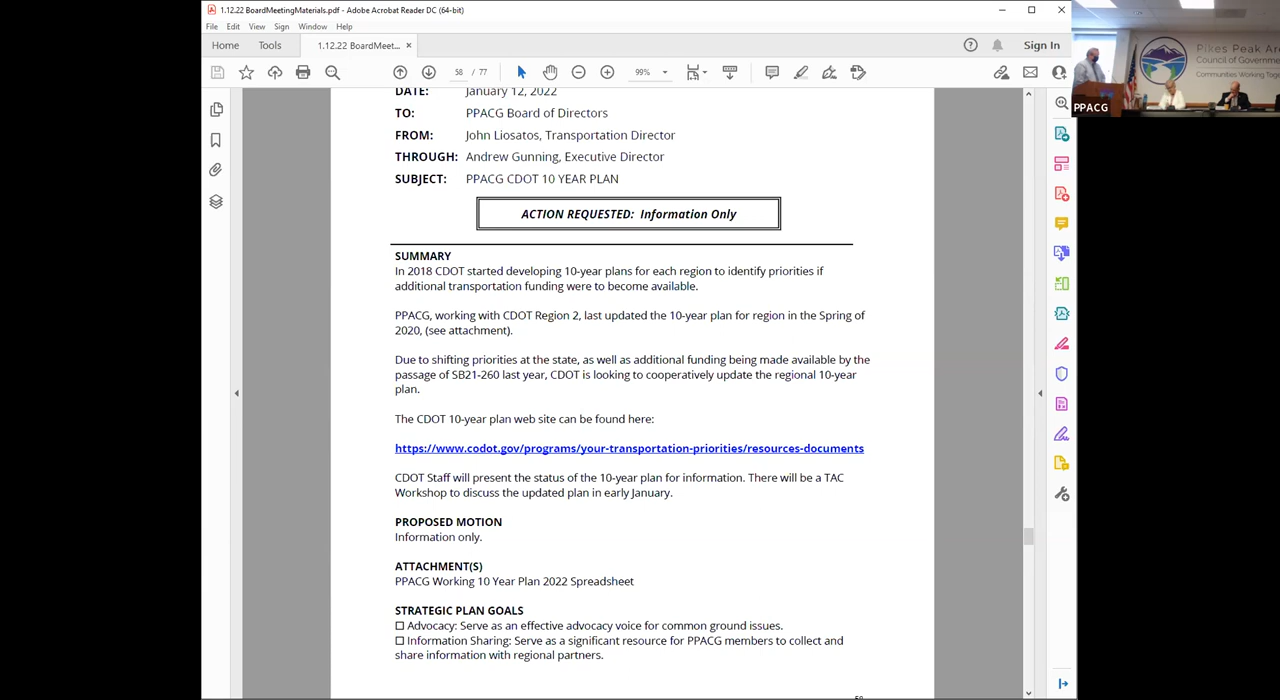 1.12.22 BoardMeetingMaterials.pdf - Adobe Acrobat Reader DC (64-bit)
File Edit View Sign Window Help
Home Tools 1.12.22 BoardMeet... × Sign In
58 / 77 99%
DATE: January 12, 2022
TO: PPACG Board of Directors
FROM: John Liosatos, Transportation Director
THROUGH: Andrew Gunning, Executive Director
SUBJECT: PPACG CDOT 10 YEAR PLAN
ACTION REQUESTED: Information Only
SUMMARY
In 2018 CDOT started developing 10-year plans for each region to identify priorities if
additional transportation funding were to become available.
PPACG, working with CDOT Region 2, last updated the 10-year plan for region in the Spring of
2020, (see attachment).
Due to shifting priorities at the state, as well as additional funding being made available by the
passage of SB21-260 last year, CDOT is looking to cooperatively update the regional 10-year
plan.
The CDOT 10-year plan web site can be found here:
https://www.codot.gov/programs/your-transportation-priorities/resources-documents
CDOT Staff will present the status of the 10-year plan for information. There will be a TAC
Workshop to discuss the updated plan in early January.
PROPOSED MOTION
Information only.
ATTACHMENT(S)
PPACG Working 10 Year Plan 2022 Spreadsheet
STRATEGIC PLAN GOALS
☐ Advocacy: Serve as an effective advocacy voice for common ground issues.
☐ Information Sharing: Serve as a significant resource for PPACG members to collect and
share information with regional partners.
Pikes Peak Are
Council of Governme
Communities Working Toge
PPACG